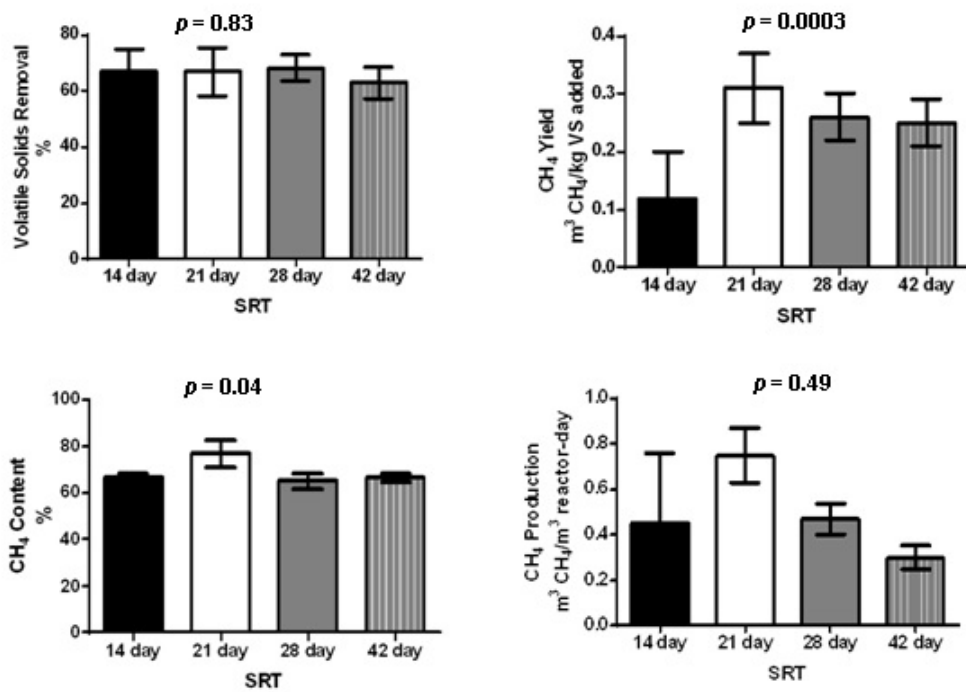 p = 0.83
Volatile Solids Removal
%
80
60
40
20
0
14 day 21 day 28 day 42 day
SRT
p = 0.0003
CH₄ Yield
m³ CH₄/kg VS added
0.4
0.3
0.2
0.1
0.0
14 day 21 day 28 day 42 day
SRT
p = 0.04
CH₄ Content
%
100
80
60
40
20
0
14 day 21 day 28 day 42 day
SRT
p = 0.49
CH₄ Production
m³ CH₄/m³ reactor-day
1.0
0.8
0.6
0.4
0.2
0.0
14 day 21 day 28 day 42 day
SRT